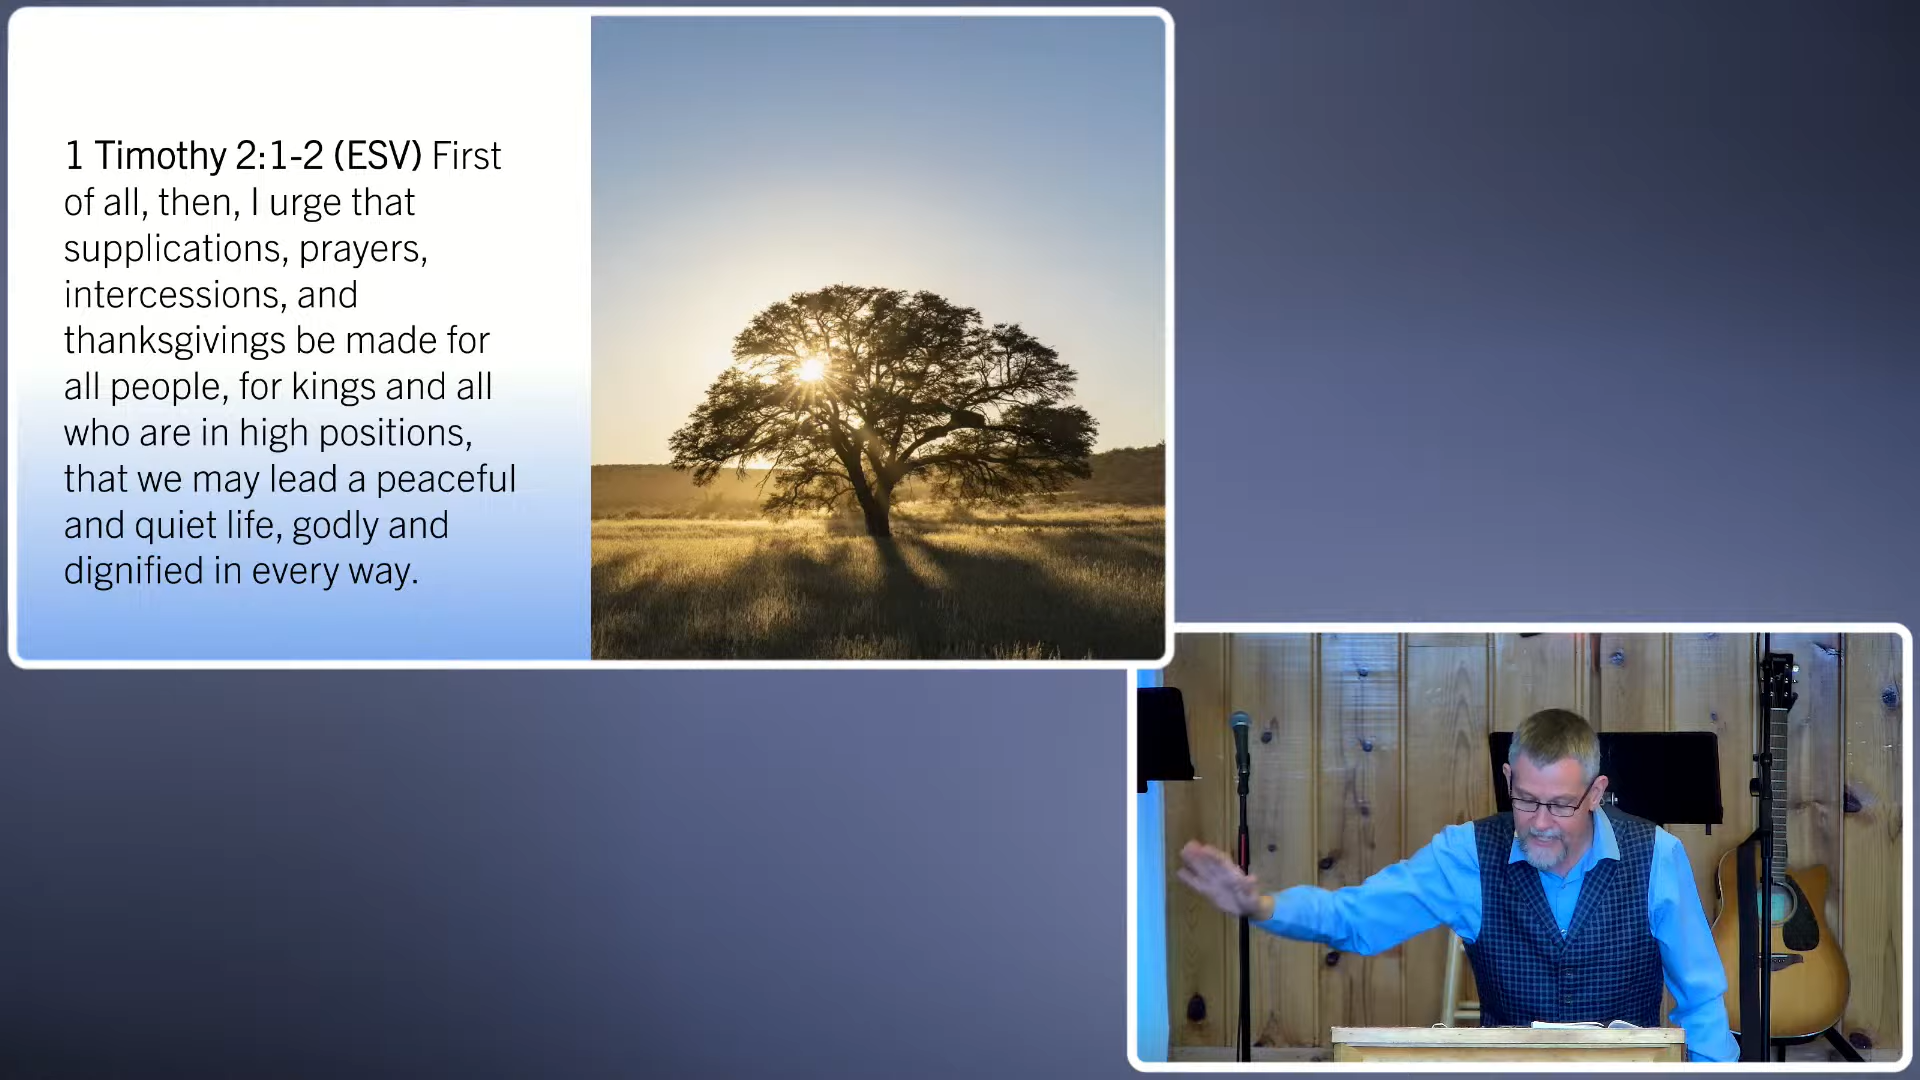 1 Timothy 2:1-2 (ESV) First
of all, then, I urge that
supplications, prayers,
intercessions, and
thanksgivings be made for
all people, for kings and all
who are in high positions,
that we may lead a peaceful
and quiet life, godly and
dignified in every way.